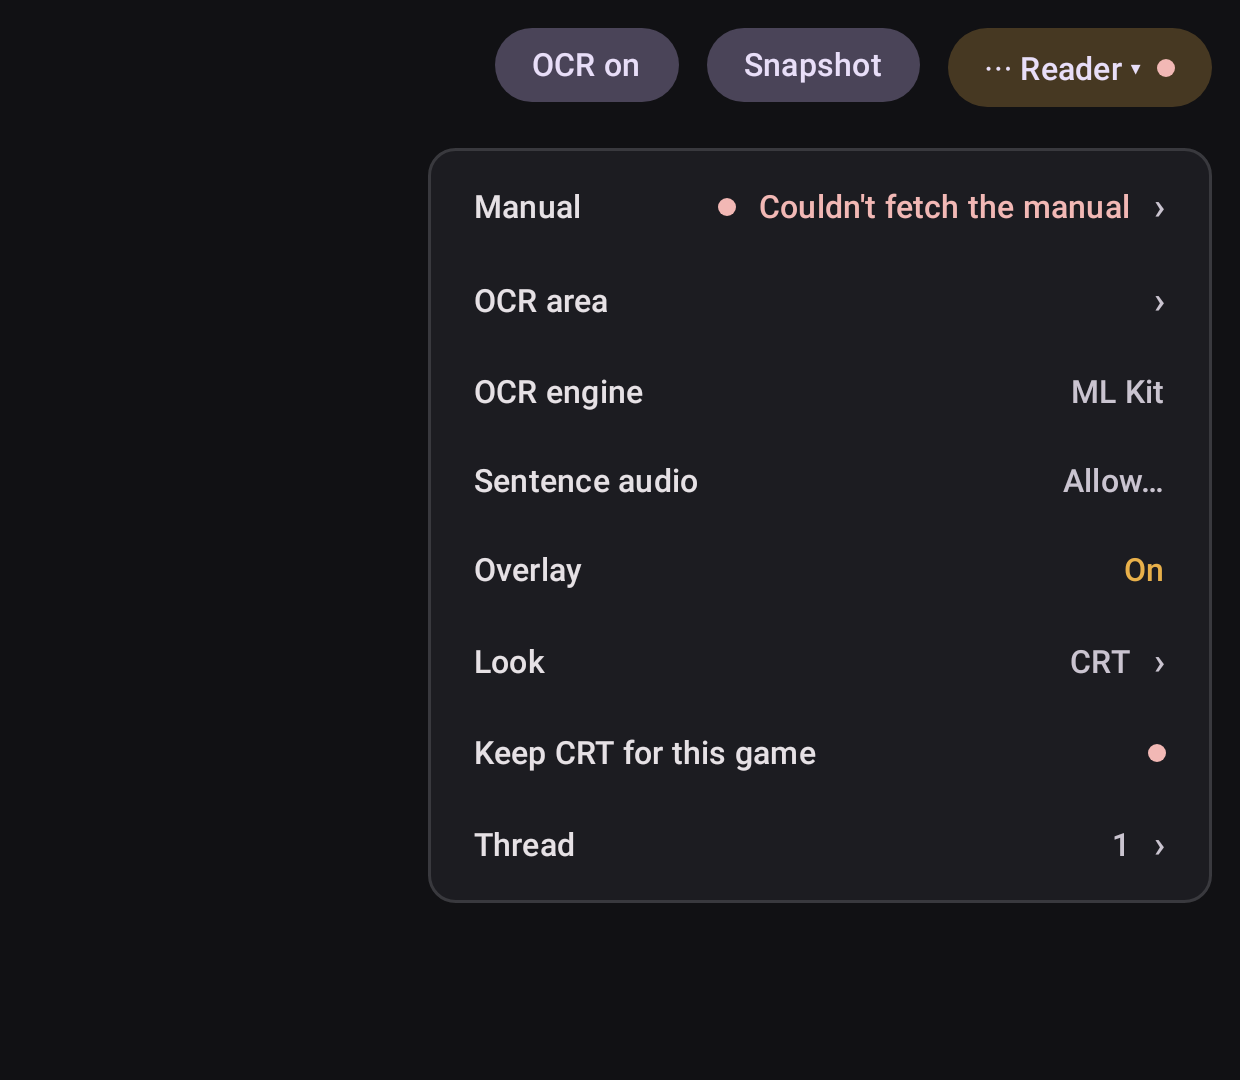 OCR on Snapshot ··· Reader ▾
Manual Couldn't fetch the manual ›
OCR area ›
OCR engine ML Kit
Sentence audio Allow…
Overlay On
Look CRT ›
Keep CRT for this game
Thread 1 ›